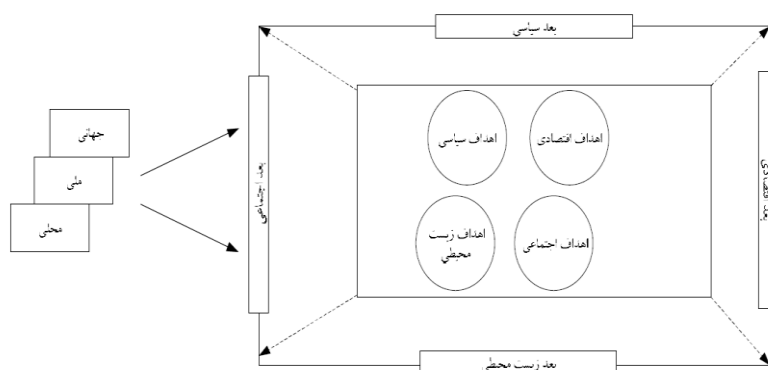 بعد سیاسی
جهانی
ملی
محلی
بعد اجتماعی
اهداف اقتصادی
اهداف سیاسی
اهداف اجتماعی
اهداف زیست
محیطی
بعد اقتصادی
بعد زیست محیطی